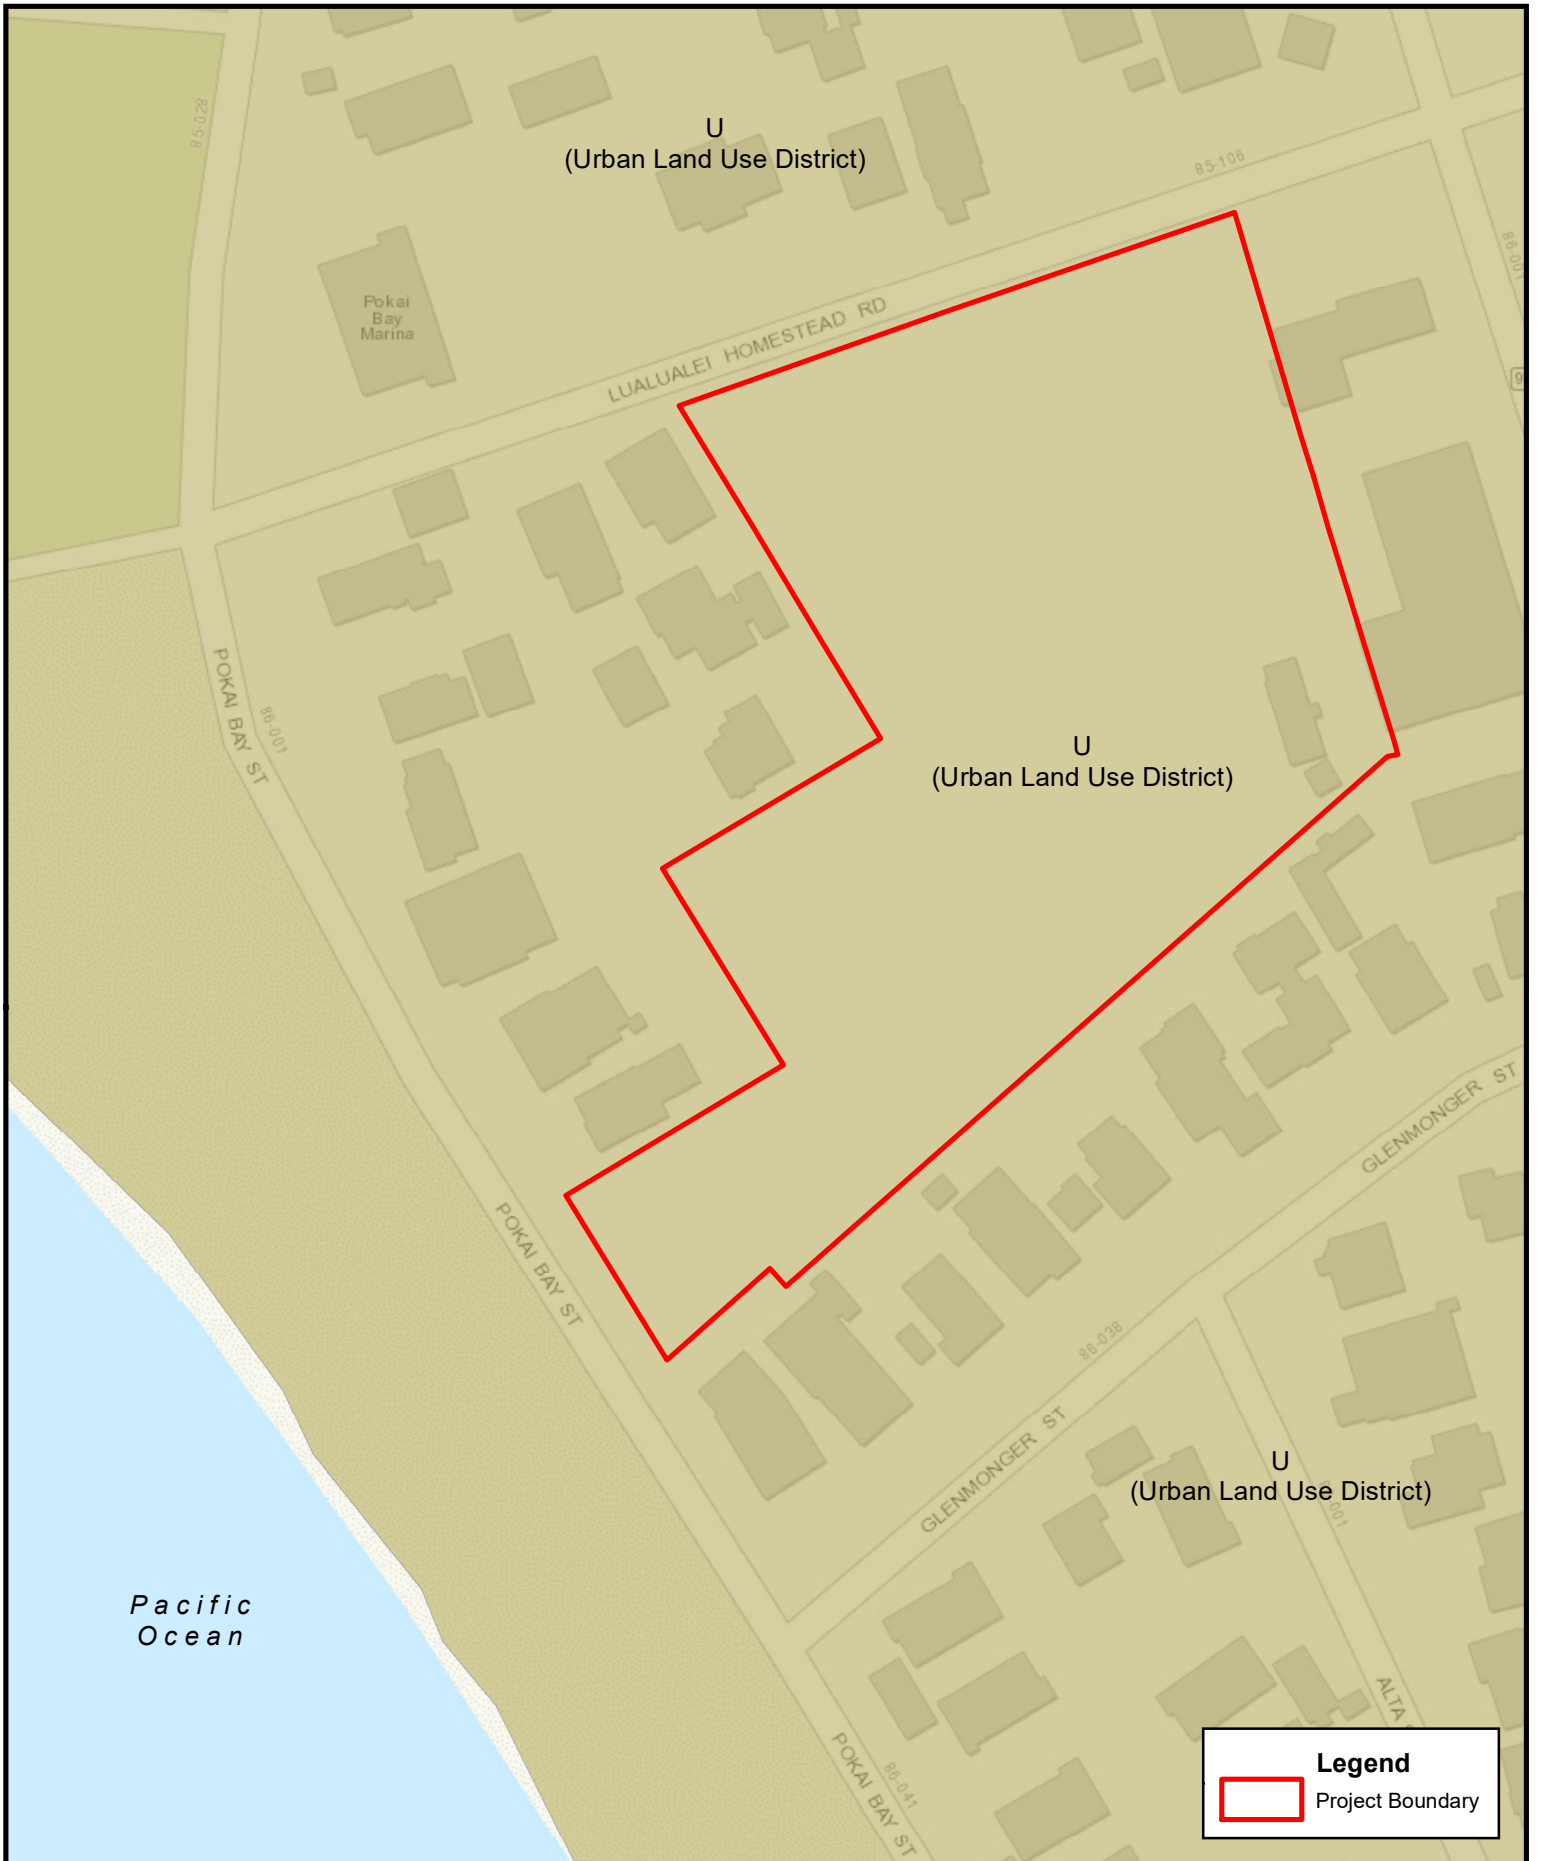 85-028
U
(Urban Land Use District)
85-106
Pokai
Bay
Marina
LUALUALEI HOMESTEAD RD
POKAI BAY ST
86-001
U
(Urban Land Use District)
POKAI BAY ST
GLENMONGER ST
86-038
GLENMONGER ST
U
(Urban Land Use District)
Pacific
Ocean
ALTA
POKAI BAY ST
86-041
Legend
Project Boundary